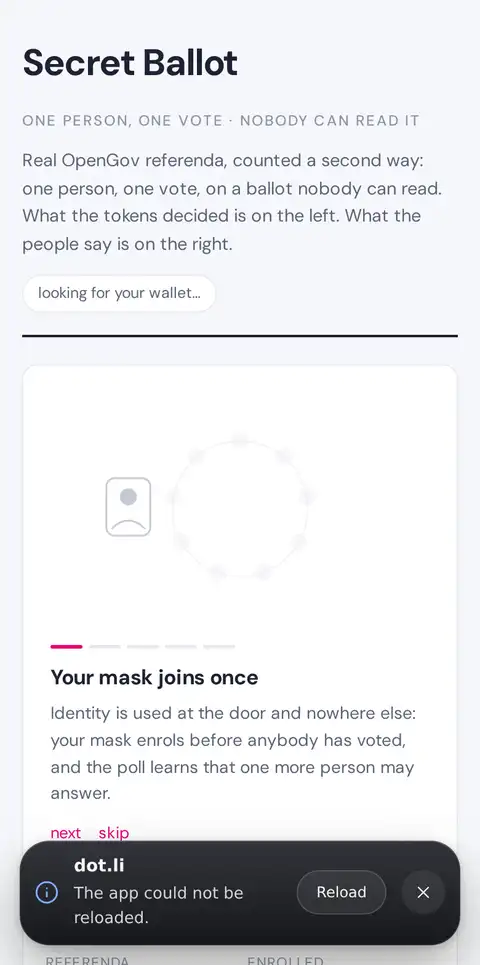 Secret Ballot
ONE PERSON, ONE VOTE · NOBODY CAN READ IT
Real OpenGov referenda, counted a second way:
one person, one vote, on a ballot nobody can read.
What the tokens decided is on the left. What the
people say is on the right.
looking for your wallet…
Your mask joins once
Identity is used at the door and nowhere else:
your mask enrols before anybody has voted,
and the poll learns that one more person may
answer.
next skip
dot.li
The app could not be
reloaded.
Reload
REFERENDA ENROLLED